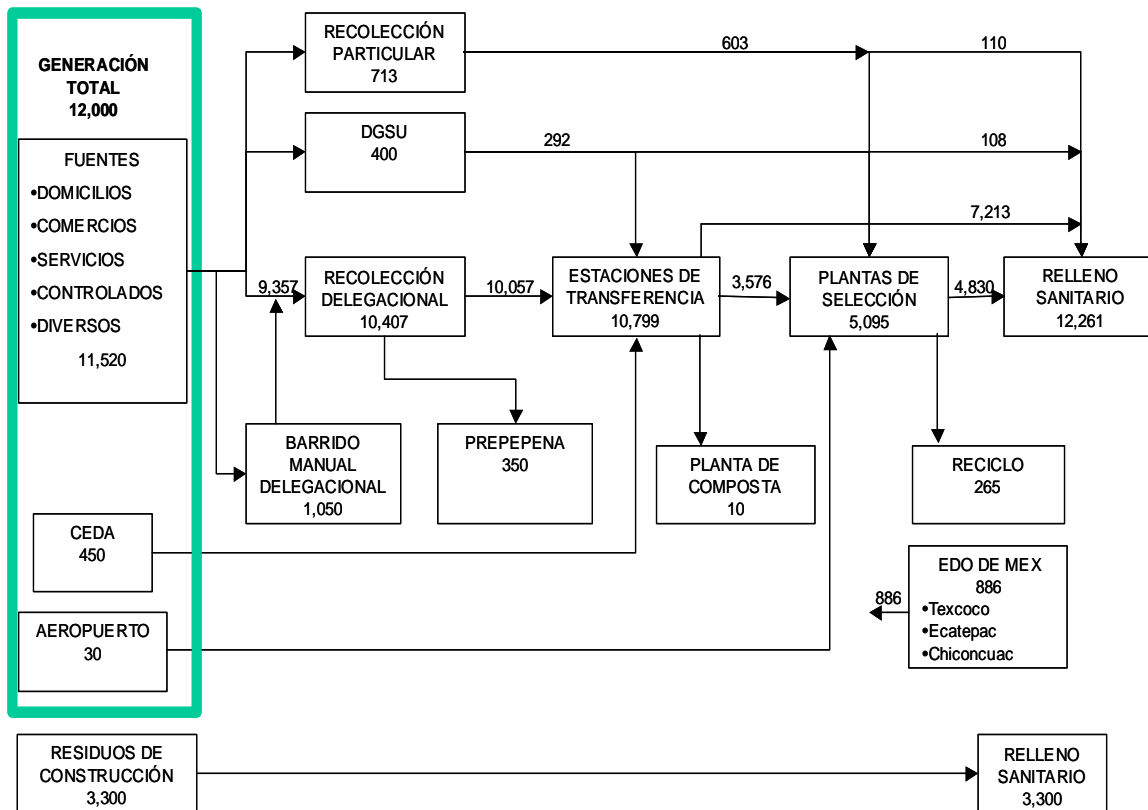 GENERACIÓN
TOTAL
12,000
FUENTES
•DOMICILIOS
•COMERCIOS
•SERVICIOS
•CONTROLADOS
•DIVERSOS
11,520
CEDA
450
AEROPUERTO
30
RECOLECCIÓN
PARTICULAR
713
603
110
DGSU
400
292
108
7,213
9,357
RECOLECCIÓN
DELEGACIONAL
10,407
10,057
ESTACIONES DE
TRANSFERENCIA
10,799
3,576
PLANTAS DE
SELECCIÓN
5,095
4,830
RELLENO
SANITARIO
12,261
BARRIDO
MANUAL
DELEGACIONAL
1,050
PREPEPENA
350
PLANTA DE
COMPOSTA
10
RECICLO
265
886
EDO DE MEX
886
•Texcoco
•Ecatepac
•Chiconcuac
RESIDUOS DE
CONSTRUCCIÓN
3,300
RELLENO
SANITARIO
3,300